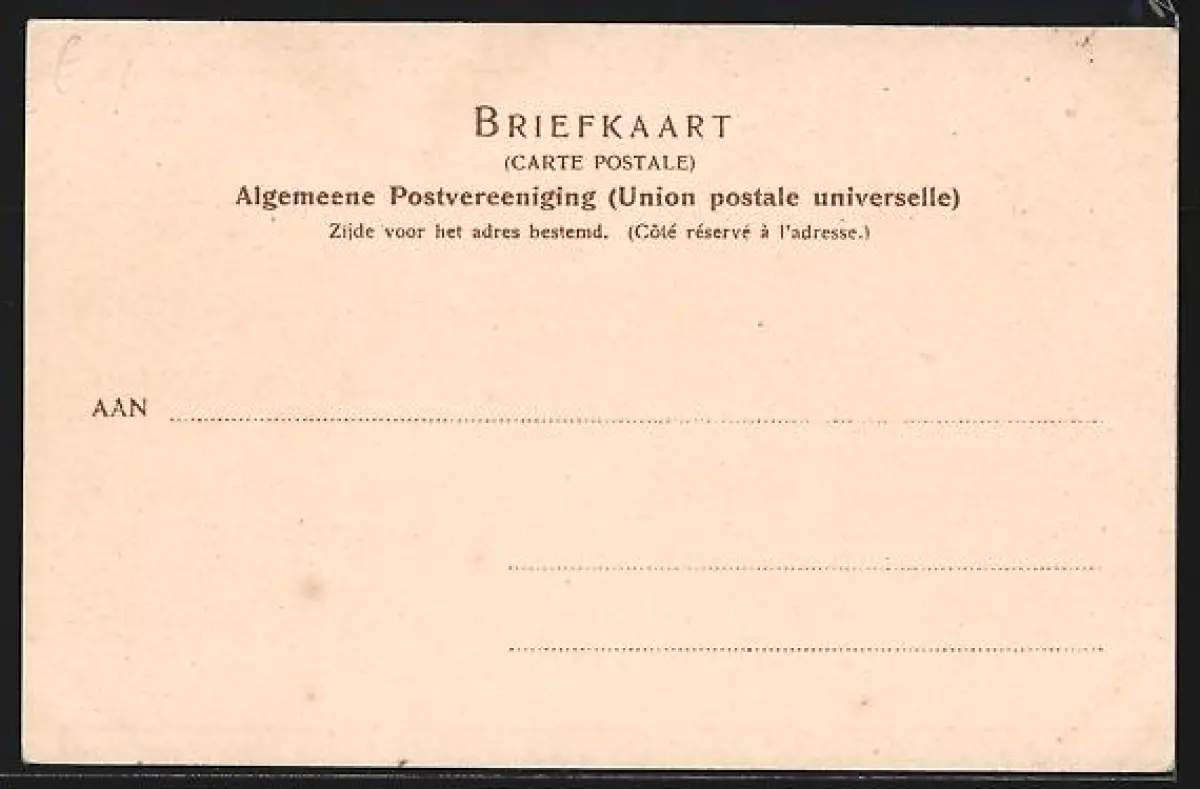 BRIEFKAART
(CARTE POSTALE)
Algemeene Postvereeniging (Union postale universelle)
Zijde voor het adres bestemd. (Côté réservé à l'adresse.)
AAN